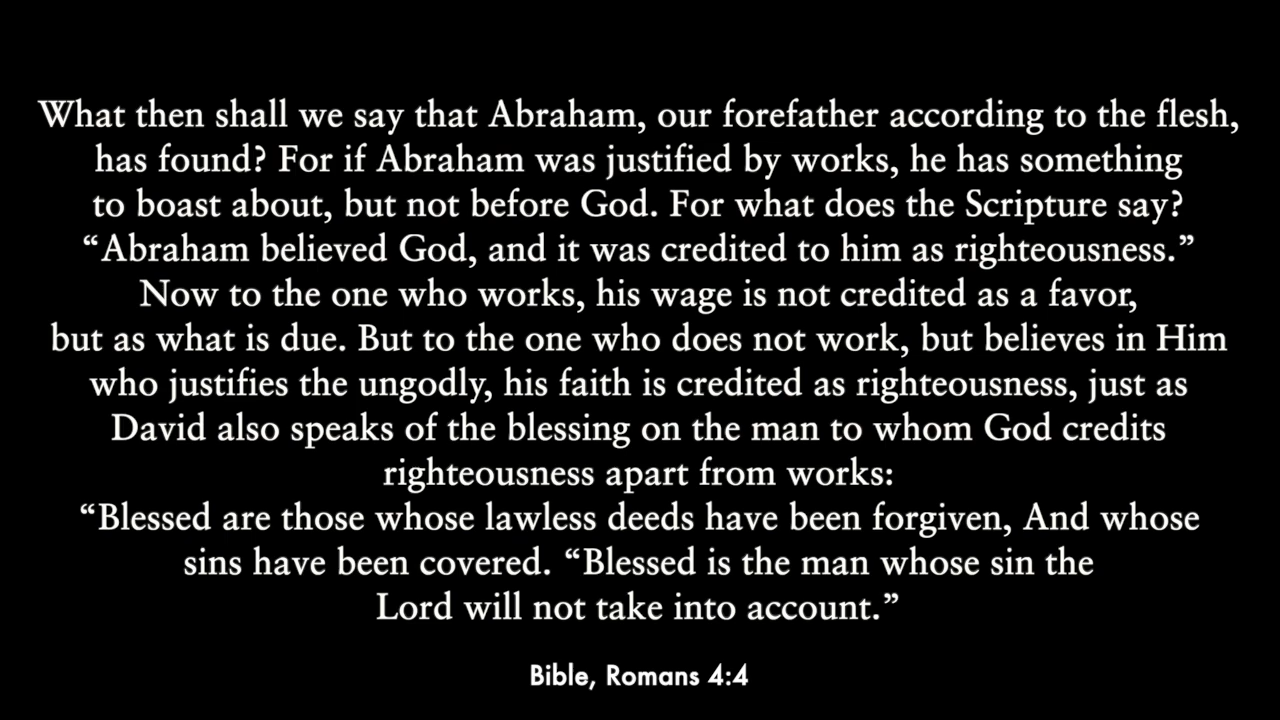 What then shall we say that Abraham, our forefather according to the flesh,
has found? For if Abraham was justified by works, he has something
to boast about, but not before God. For what does the Scripture say?
“Abraham believed God, and it was credited to him as righteousness.”
Now to the one who works, his wage is not credited as a favor,
but as what is due. But to the one who does not work, but believes in Him
who justifies the ungodly, his faith is credited as righteousness, just as
David also speaks of the blessing on the man to whom God credits
righteousness apart from works:
“Blessed are those whose lawless deeds have been forgiven, And whose
sins have been covered. “Blessed is the man whose sin the
Lord will not take into account.”
Bible, Romans 4:4